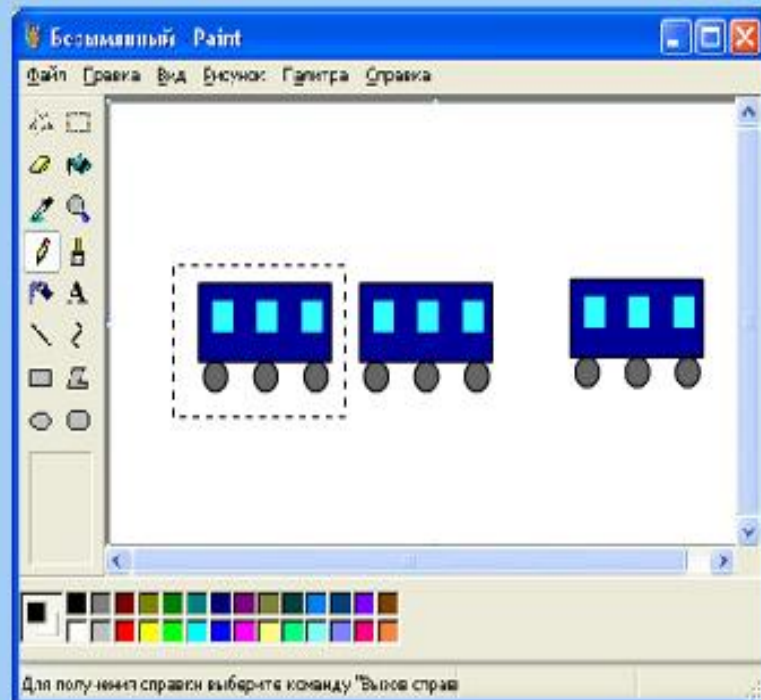 Безымянный Paint
Файл Правка Вид Рисунок Палитра Справка
A
Для получения справки выберите команду "Вызов справ